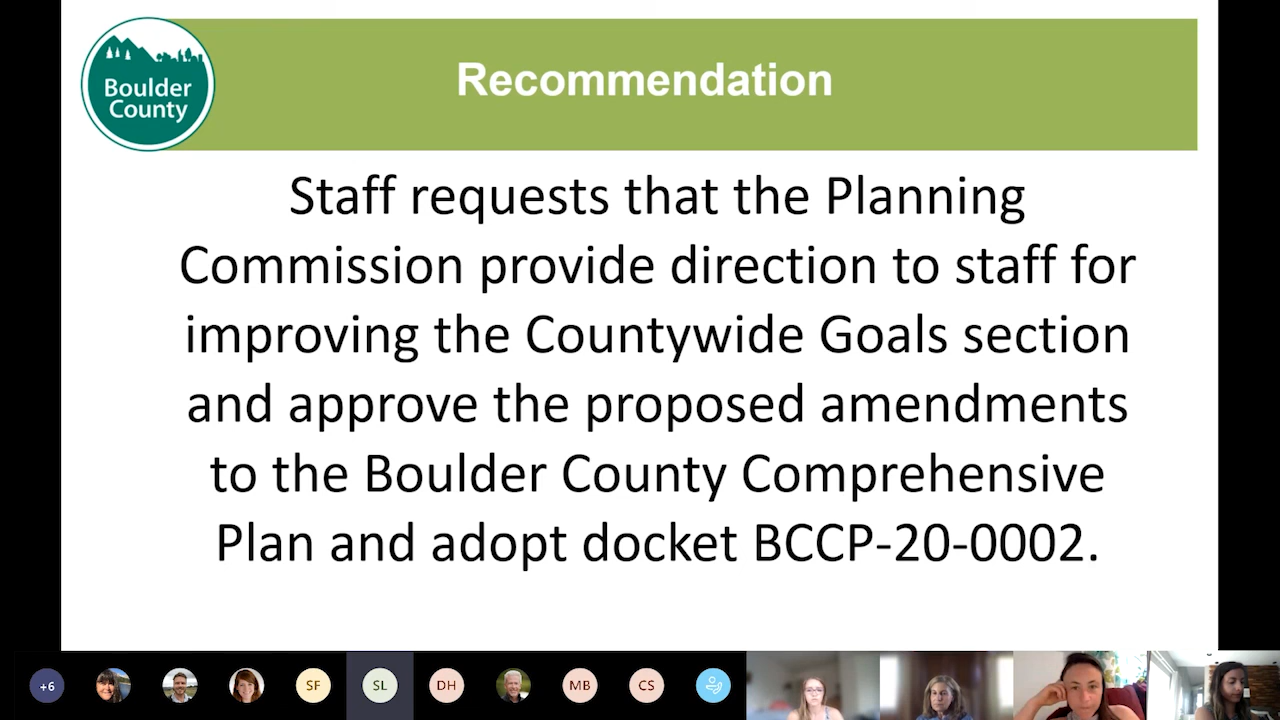 Boulder
County
Recommendation
Staff requests that the Planning
Commission provide direction to staff for
improving the Countywide Goals section
and approve the proposed amendments
to the Boulder County Comprehensive
Plan and adopt docket BCCP-20-0002.
+6
SF
SL
DH
MB
CS